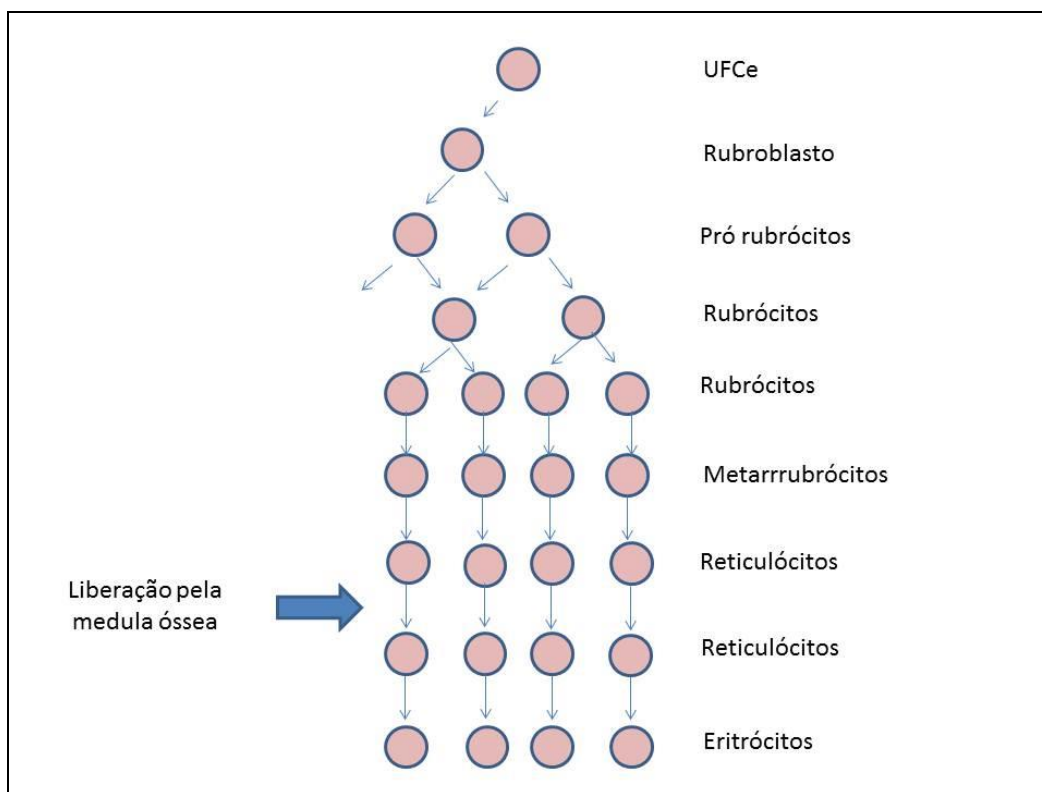 UFCe
Rubroblasto
Pró rubrócitos
Rubrócitos
Rubrócitos
Metarrrubrócitos
Reticulócitos
Liberação pela
medula óssea
Reticulócitos
Eritrócitos